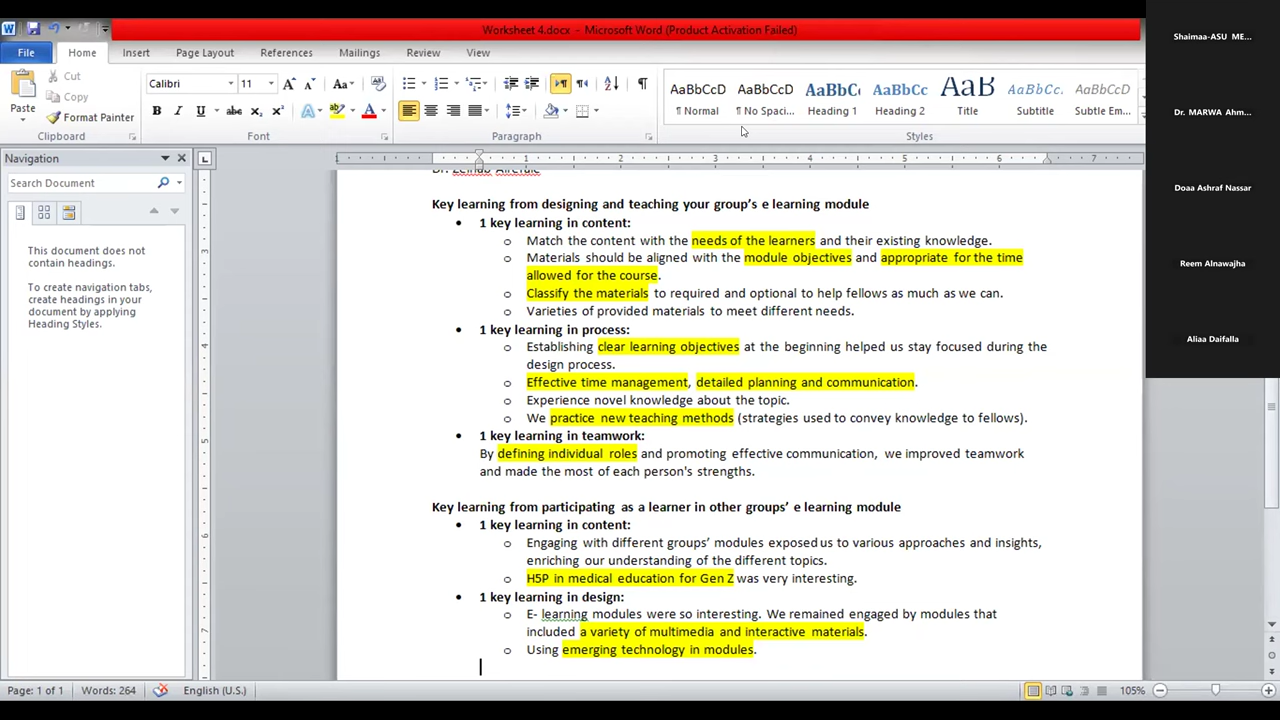 Worksheet 4.docx - Microsoft Word (Product Activation Failed)
File Home Insert Page Layout References Mailings Review View
Paste
Cut
Copy
Format Painter
Calibri 11
¶ Normal ¶ No Spaci... Heading 1 Heading 2 Title Subtitle Subtle Em...
Clipboard Font Paragraph Styles
Navigation
Search Document
This document does not
contain headings.
To create navigation tabs,
create headings in your
document by applying
Heading Styles.
Key learning from designing and teaching your group’s e learning module
• 1 key learning in content:
o Match the content with the needs of the learners and their existing knowledge.
o Materials should be aligned with the module objectives and appropriate for the time
allowed for the course.
o Classify the materials to required and optional to help fellows as much as we can.
o Varieties of provided materials to meet different needs.
• 1 key learning in process:
o Establishing clear learning objectives at the beginning helped us stay focused during the
design process.
o Effective time management, detailed planning and communication.
o Experience novel knowledge about the topic.
o We practice new teaching methods (strategies used to convey knowledge to fellows).
• 1 key learning in teamwork:
By defining individual roles and promoting effective communication, we improved teamwork
and made the most of each person's strengths.
Key learning from participating as a learner in other groups’ e learning module
• 1 key learning in content:
o Engaging with different groups’ modules exposed us to various approaches and insights,
enriching our understanding of the different topics.
o H5P in medical education for Gen Z was very interesting.
• 1 key learning in design:
o E- learning modules were so interesting. We remained engaged by modules that
included a variety of multimedia and interactive materials.
o Using emerging technology in modules.
Page: 1 of 1 Words: 264 English (U.S.) 105%
Shaimaa-ASU ME...
Dr. MARWA Ahm...
Doaa Ashraf Nassar
Reem Alnawajha
Aliaa Daifalla